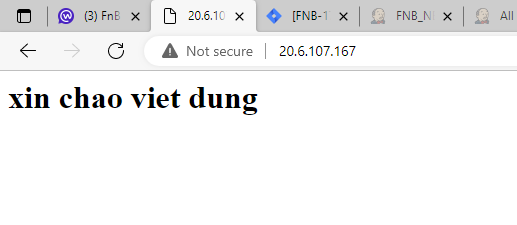 (3) FnB
20.6.10
[FNB-1
FNB_N
All
Not secure
20.6.107.167
xin chao viet dung